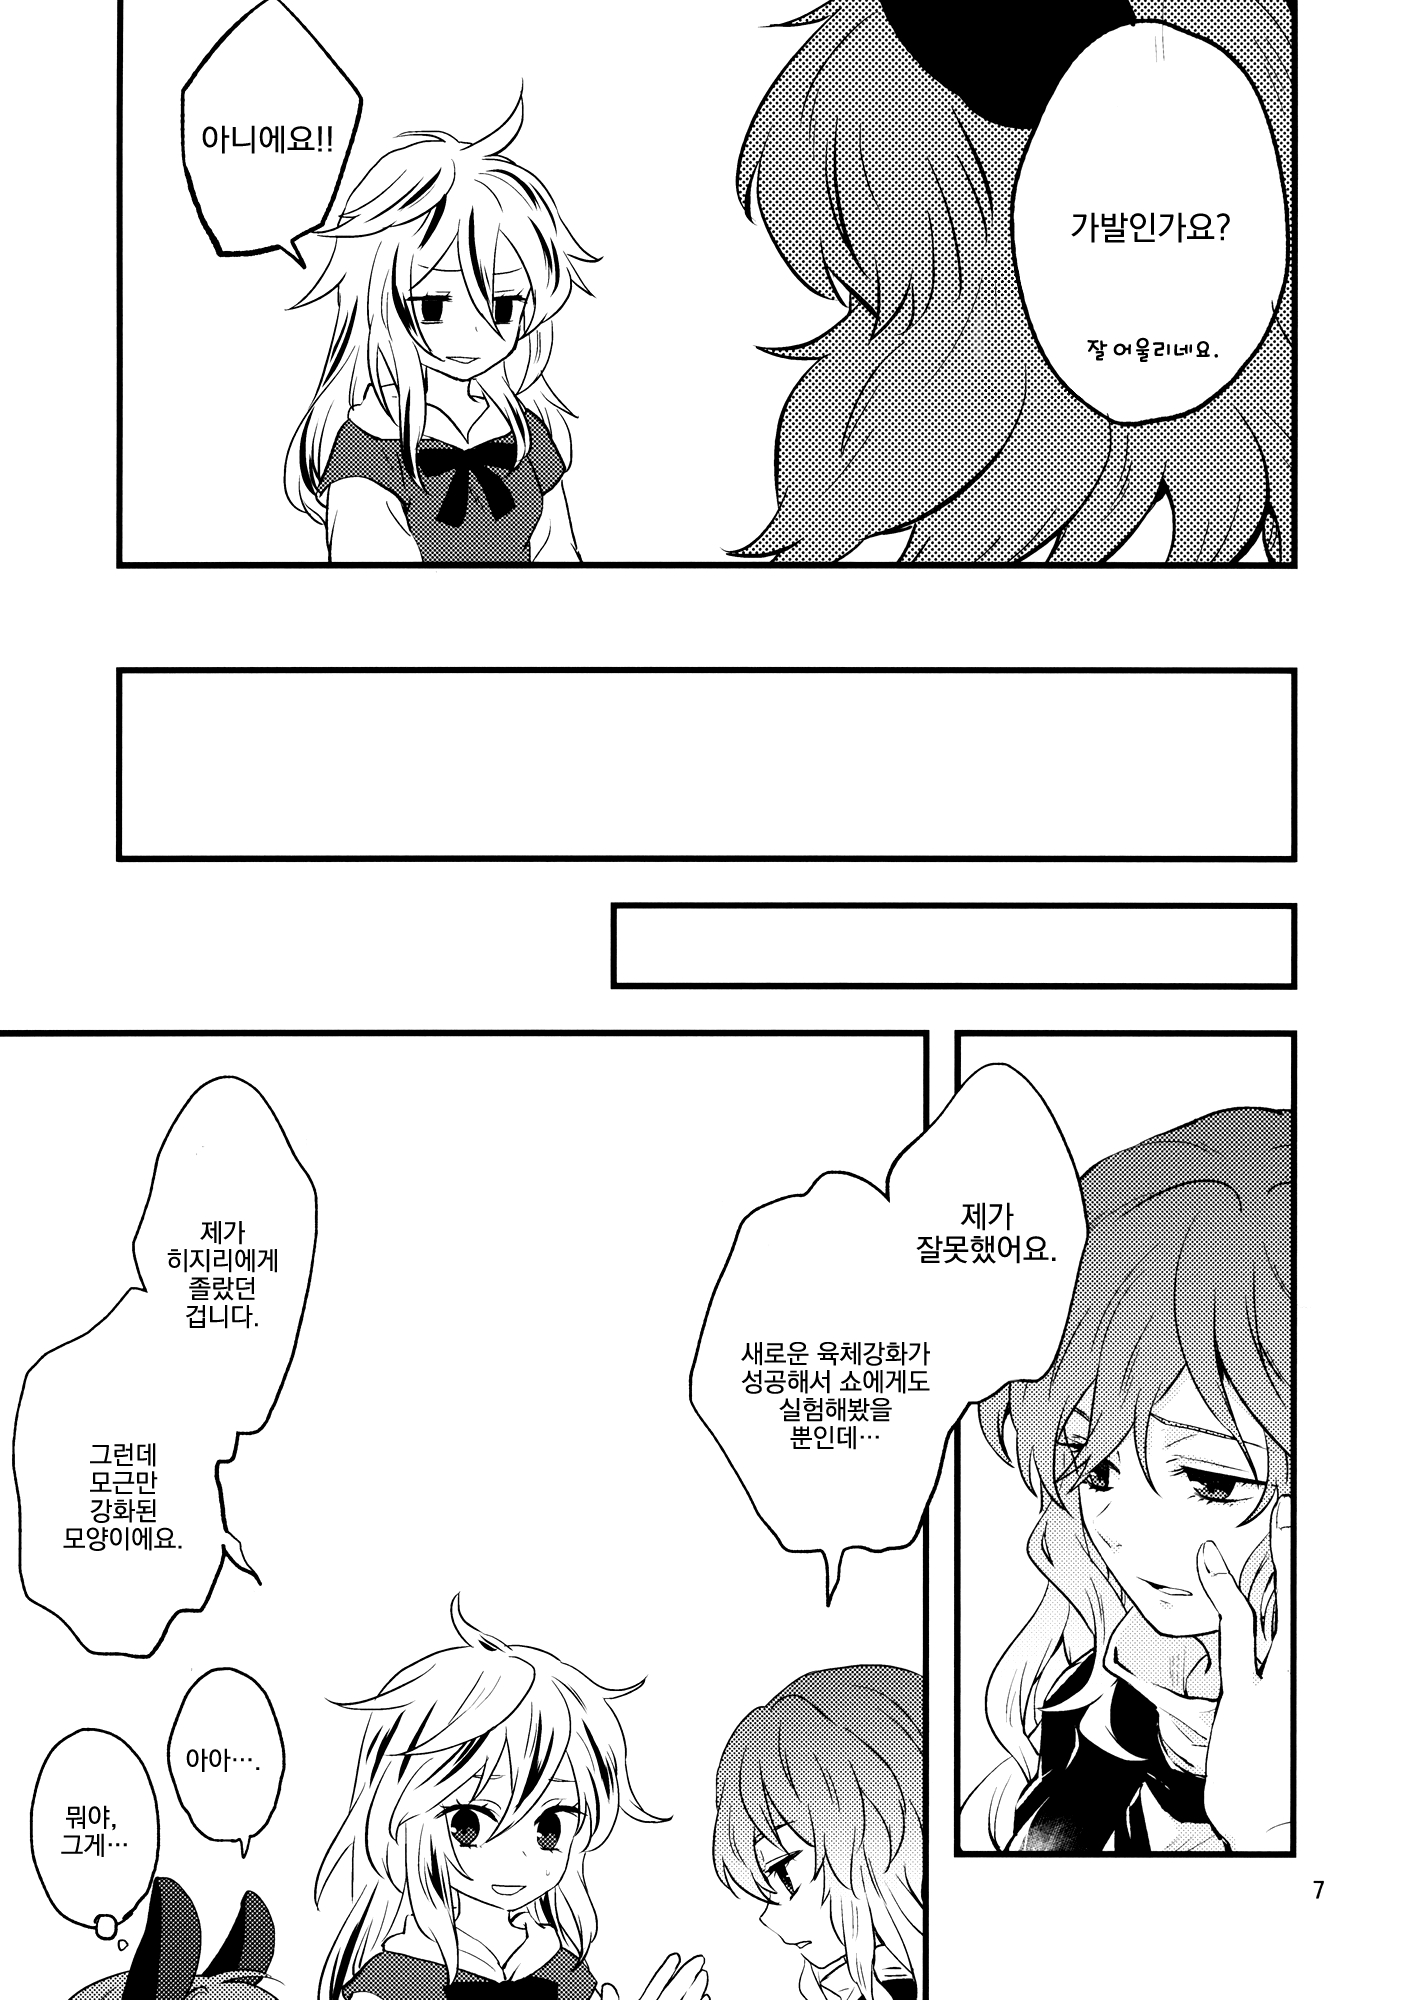 가발인가요?
잘 어울리네요.
아니에요!!
제가
잘못했어요.
새로운 육체강화가
성공해서 쇼에게도
실험해봤을
뿐인데…
제가
히지리에게
졸랐던
겁니다.
그런데
모근만
강화된
모양이에요.
아아….
뭐야,
그게…
7